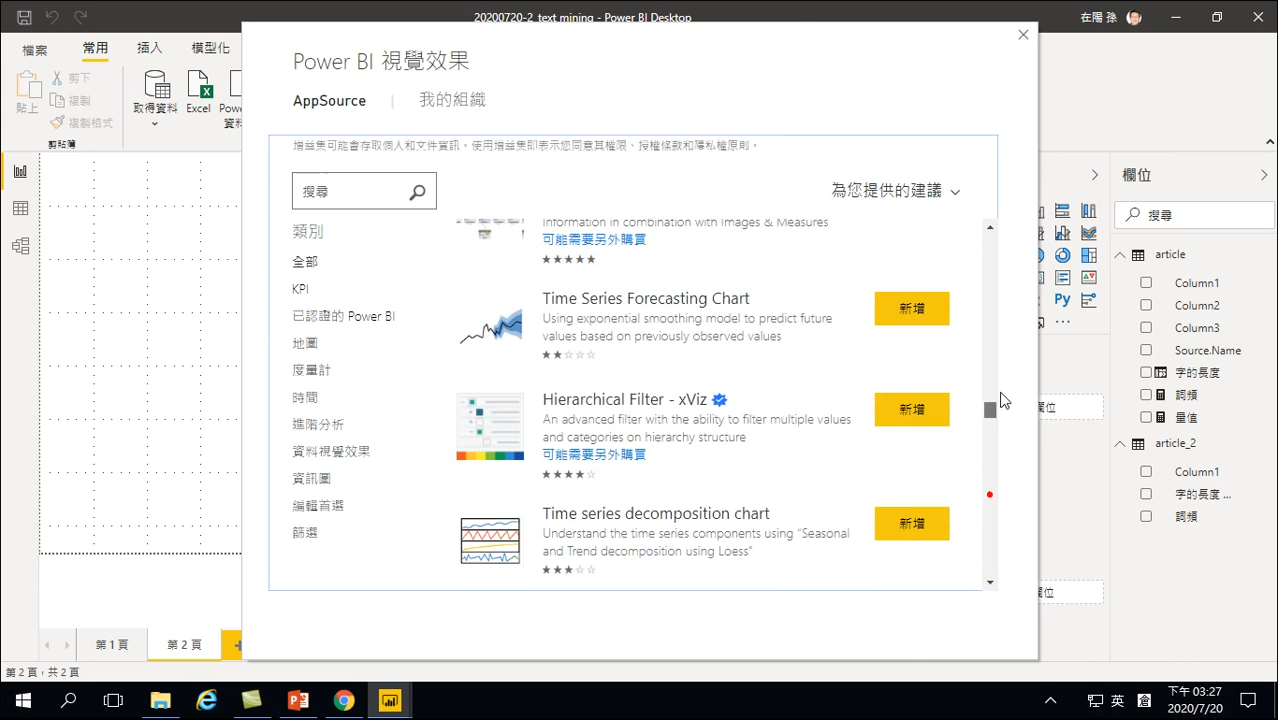 20200720-2_text mining - Power BI Desktop
在陽 孫
檔案
常用
插入
模型化
貼上
剪下
複製
複製格式
剪貼簿
取得資料
Excel
Power
資料
Power BI 視覺效果
AppSource
我的組織
增益集可能會存取個人和文件資訊。使用增益集即表示您同意其權限、授權條款和隱私權原則。
搜尋
為您提供的建議
類別
全部
KPI
已認證的 Power BI
地圖
度量計
時間
進階分析
資料視覺效果
資訊圖
編輯首選
篩選
Information in combination with Images & Measures
可能需要另外購買
Time Series Forecasting Chart
Using exponential smoothing model to predict future
values based on previously observed values
新增
Hierarchical Filter - xViz
An advanced filter with the ability to filter multiple values
and categories on hierarchy structure
可能需要另外購買
新增
Time series decomposition chart
Understand the time series components using “Seasonal
and Trend decomposition using Loess”
新增
Py
欄位
欄位
欄位
搜尋
article
Column1
Column2
Column3
Source.Name
字的長度
詞頻
量值
article_2
Column1
字的長度 ...
詞頻
第 1 頁
第 2 頁
第 2 頁，共 2 頁
英
下午 03:27
2020/7/20